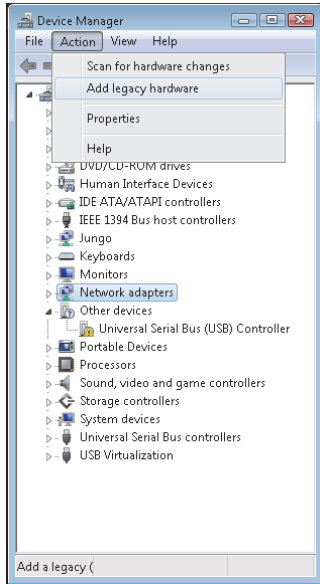 Device Manager
File Action View Help
Scan for hardware changes
Add legacy hardware
Properties
Help
DVD/CD-ROM drives
Human Interface Devices
IDE ATA/ATAPI controllers
IEEE 1394 Bus host controllers
Jungo
Keyboards
Monitors
Network adapters
Other devices
Universal Serial Bus (USB) Controller
Portable Devices
Processors
Sound, video and game controllers
Storage controllers
System devices
Universal Serial Bus controllers
USB Virtualization
Add a legacy (